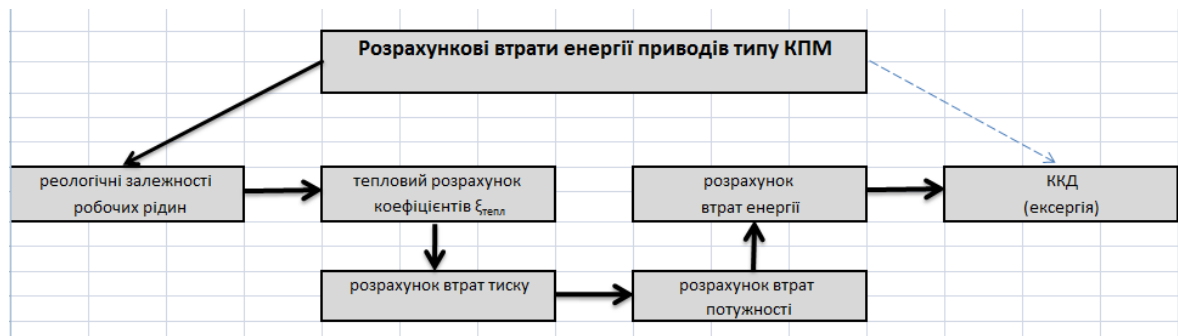 Розрахункові втрати енергії приводів типу КПМ
реологічні залежності
робочих рідин
тепловий розрахунок
коефіцієнтів ξтепл
розрахунок
втрат енергії
ККД
(ексергія)
розрахунок втрат тиску
розрахунок втрат
потужності